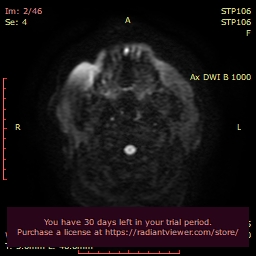 Im: 2/46
Se: 4
STP106
STP106
F
A
Ax DWI B 1000
R
L
You have 30 days left in your trial period.
Purchase a license at https://radiantviewer.com/store/